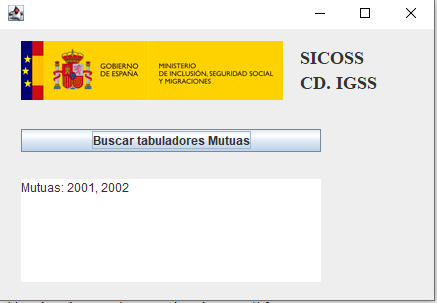 GOBIERNO
DE ESPAÑA
MINISTERIO
DE INCLUSIÓN, SEGURIDAD SOCIAL
Y MIGRACIONES
SICOSS
CD. IGSS
Buscar tabuladores Mutuas
Mutuas: 2001, 2002